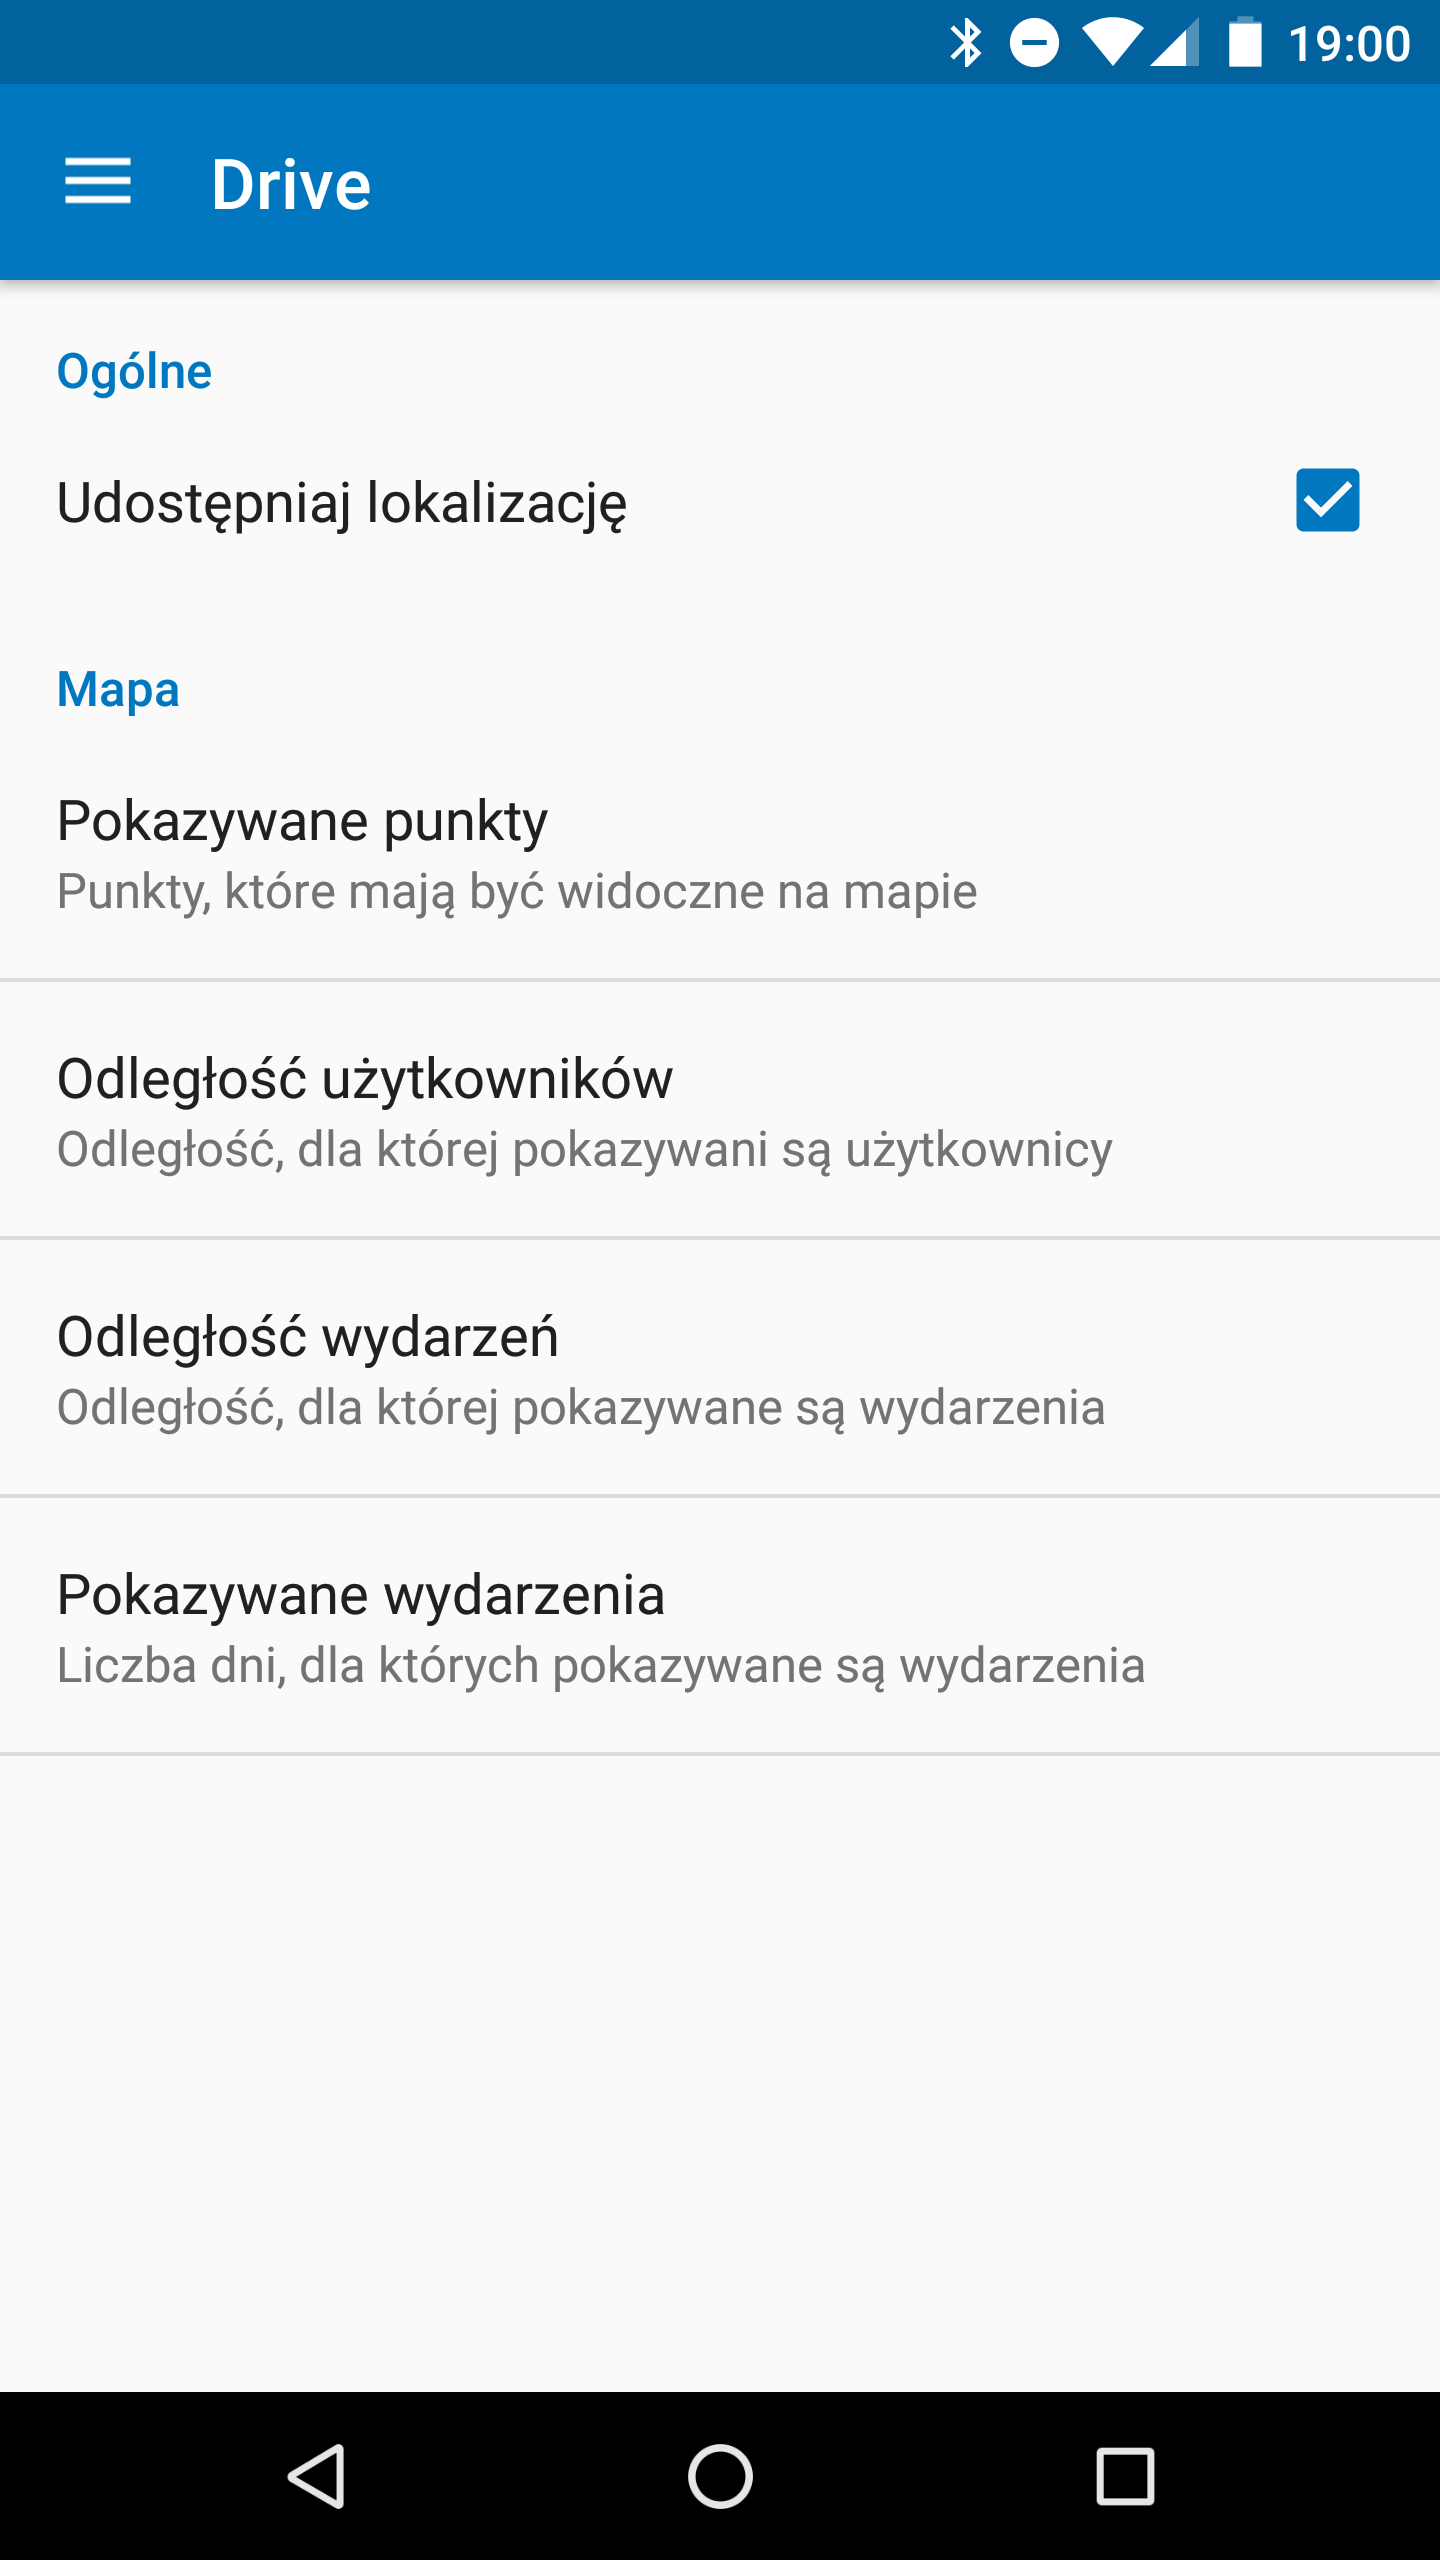 19:00
Drive
Ogólne
Udostępniaj lokalizację
Mapa
Pokazywane punkty
Punkty, które mają być widoczne na mapie
Odległość użytkowników
Odległość, dla której pokazywani są użytkownicy
Odległość wydarzeń
Odległość, dla której pokazywane są wydarzenia
Pokazywane wydarzenia
Liczba dni, dla których pokazywane są wydarzenia